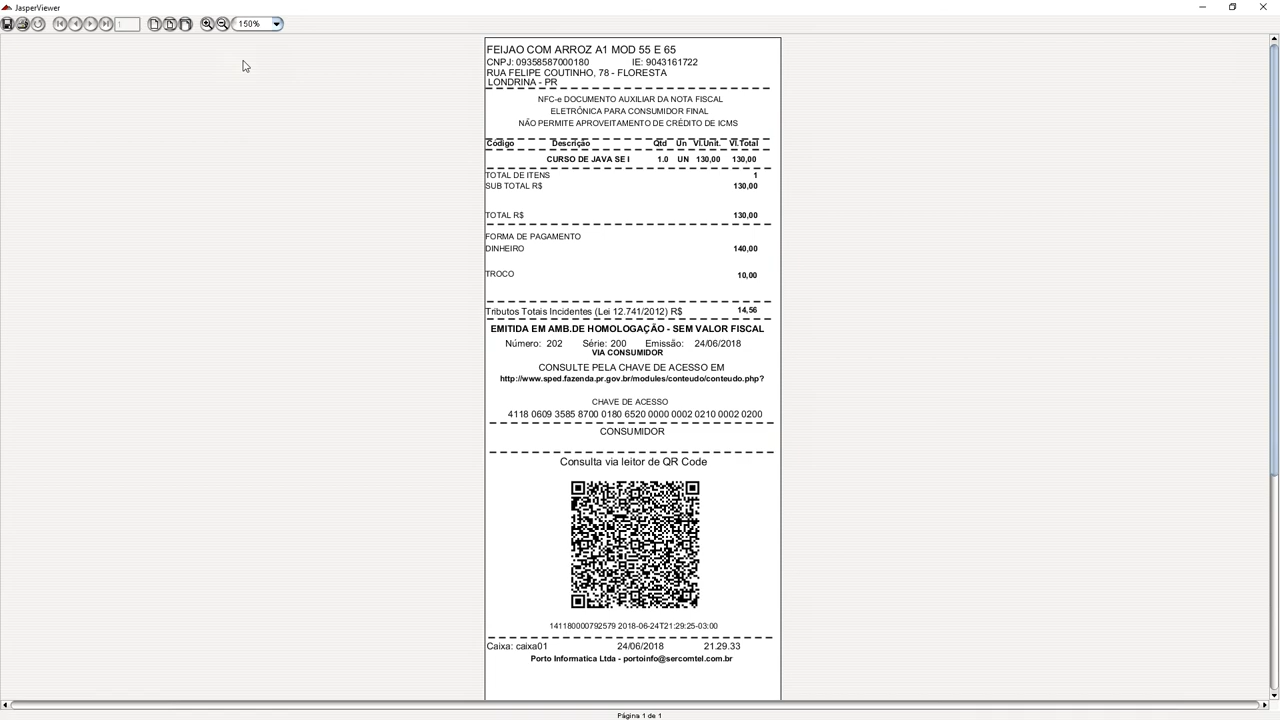 JasperViewer
1
150%
FEIJAO COM ARROZ A1 MOD 55 E 65
CNPJ: 09358587000180 IE: 9043161722
RUA FELIPE COUTINHO, 78 - FLORESTA
LONDRINA - PR
NFC-e DOCUMENTO AUXILIAR DA NOTA FISCAL
ELETRÔNICA PARA CONSUMIDOR FINAL
NÃO PERMITE APROVEITAMENTO DE CRÉDITO DE ICMS
Código Descrição Qtd Un Vl.Unit. Vl.Total
CURSO DE JAVA SE I 1.0 UN 130,00 130,00
TOTAL DE ITENS 1
SUB TOTAL R$ 130,00
TOTAL R$ 130,00
FORMA DE PAGAMENTO
DINHEIRO 140,00
TROCO 10,00
Tributos Totais Incidentes (Lei 12.741/2012) R$ 14,56
EMITIDA EM AMB.DE HOMOLOGAÇÃO - SEM VALOR FISCAL
Número: 202 Série: 200 Emissão: 24/06/2018
VIA CONSUMIDOR
CONSULTE PELA CHAVE DE ACESSO EM
http://www.sped.fazenda.pr.gov.br/modules/conteudo/conteudo.php?
CHAVE DE ACESSO
4118 0609 3585 8700 0180 6520 0000 0002 0210 0002 0200
CONSUMIDOR
Consulta via leitor de QR Code
141180000792579 2018-06-24T21:29:25-03:00
Caixa: caixa01 24/06/2018 21.29.33
Porto Informatica Ltda - portoinfo@sercomtel.com.br
Página 1 de 1